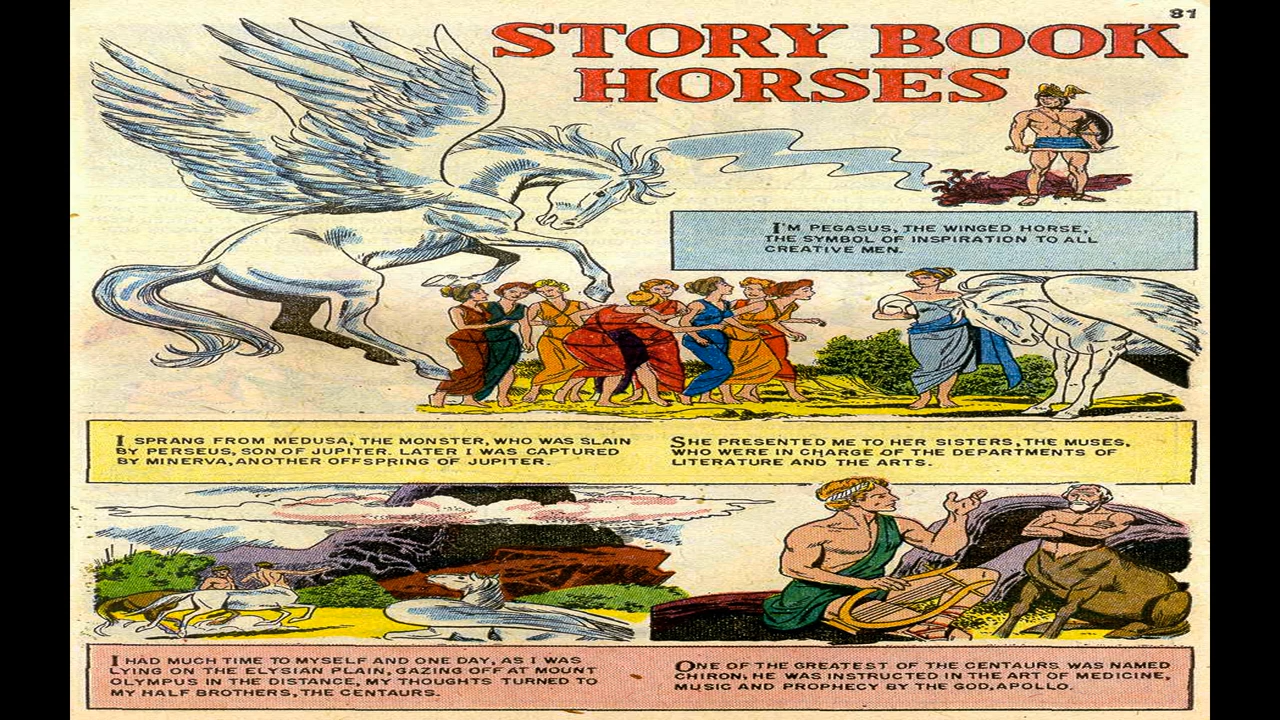 81
STORY BOOK
HORSES
I'M PEGASUS, THE WINGED HORSE,
THE SYMBOL OF INSPIRATION TO ALL
CREATIVE MEN.
I SPRANG FROM MEDUSA, THE MONSTER, WHO WAS SLAIN
BY PERSEUS, SON OF JUPITER. LATER I WAS CAPTURED
BY MINERVA, ANOTHER OFFSPRING OF JUPITER.
SHE PRESENTED ME TO HER SISTERS, THE MUSES,
WHO WERE IN CHARGE OF THE DEPARTMENTS OF
LITERATURE AND THE ARTS.
I HAD MUCH TIME TO MYSELF AND ONE DAY, AS I WAS
LYING ON THE ELYSIAN PLAIN, GAZING OFF AT MOUNT
OLYMPUS IN THE DISTANCE, MY THOUGHTS TURNED TO
MY HALF BROTHERS, THE CENTAURS.
ONE OF THE GREATEST OF THE CENTAURS WAS NAMED
CHIRON; HE WAS INSTRUCTED IN THE ART OF MEDICINE,
MUSIC AND PROPHECY BY THE GOD, APOLLO.